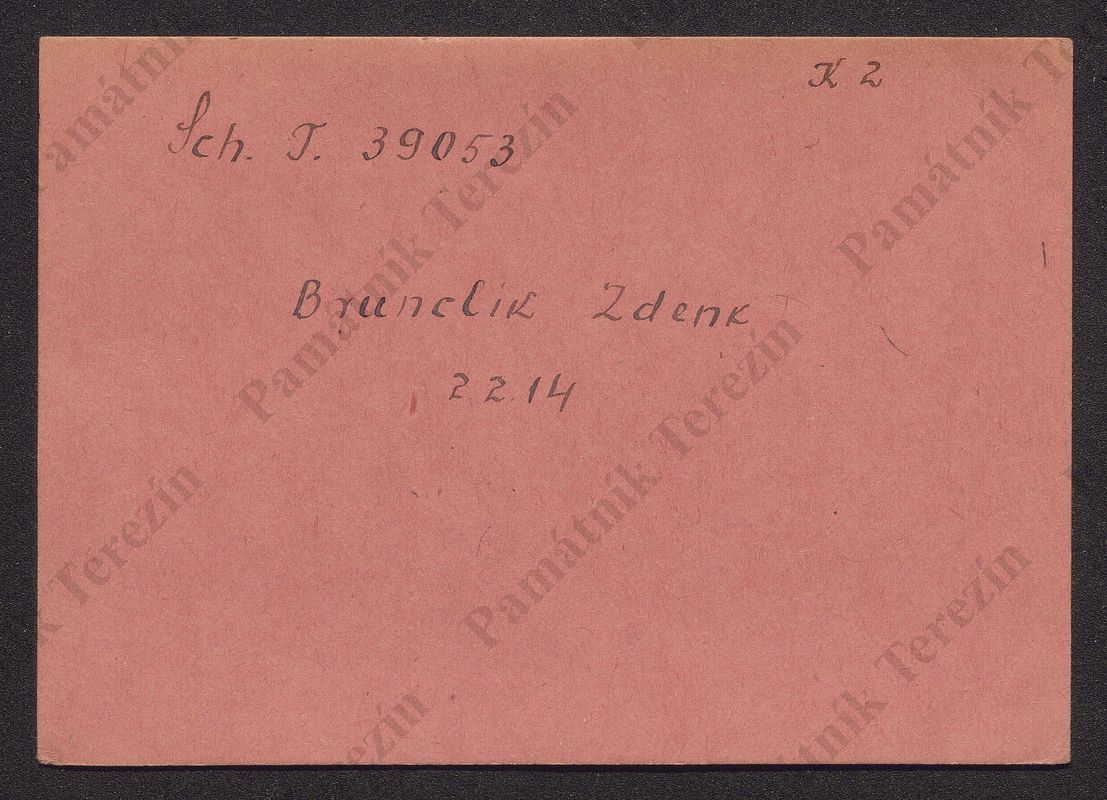 K 2
Sch. T. 39053
Brunclik Zdenk
2 2. 14
Památník Terezín